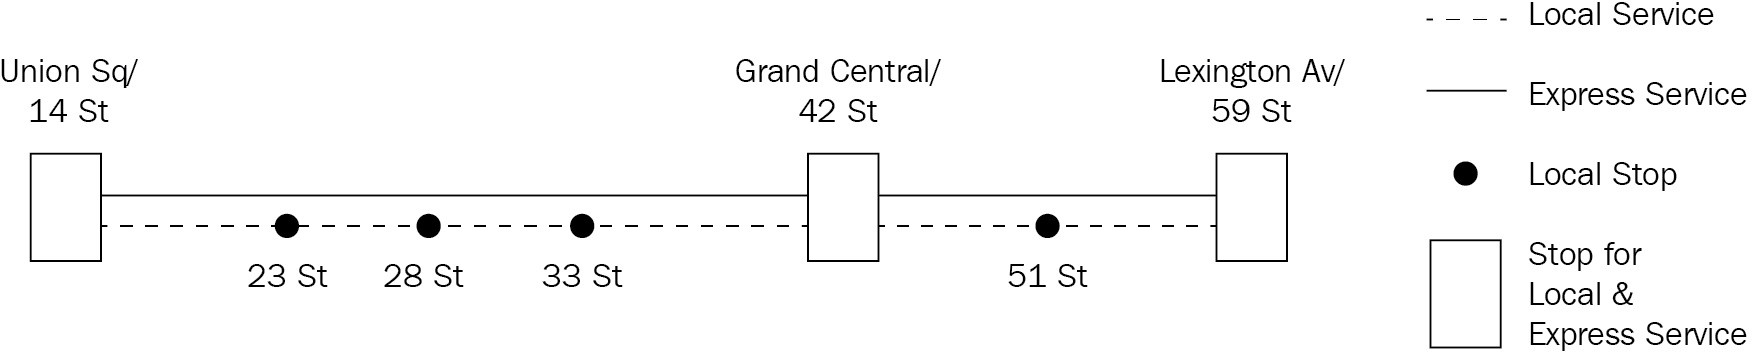 Union Sq/
14 St
Grand Central/
42 St
Lexington Av/
59 St
23 St
28 St
33 St
51 St
Local Service
Express Service
Local Stop
Stop for
Local &
Express Service